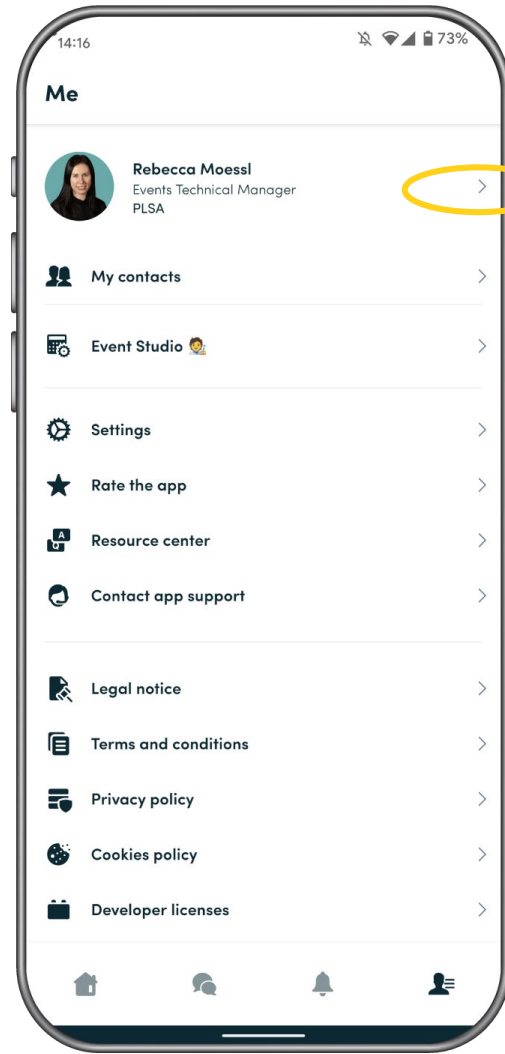 14:16
73%
Me
Rebecca Moessl
Events Technical Manager
PLSA
My contacts
Event Studio 🧑‍🎨
Settings
Rate the app
A
Q
Resource center
Contact app support
Legal notice
Terms and conditions
Privacy policy
Cookies policy
Developer licenses